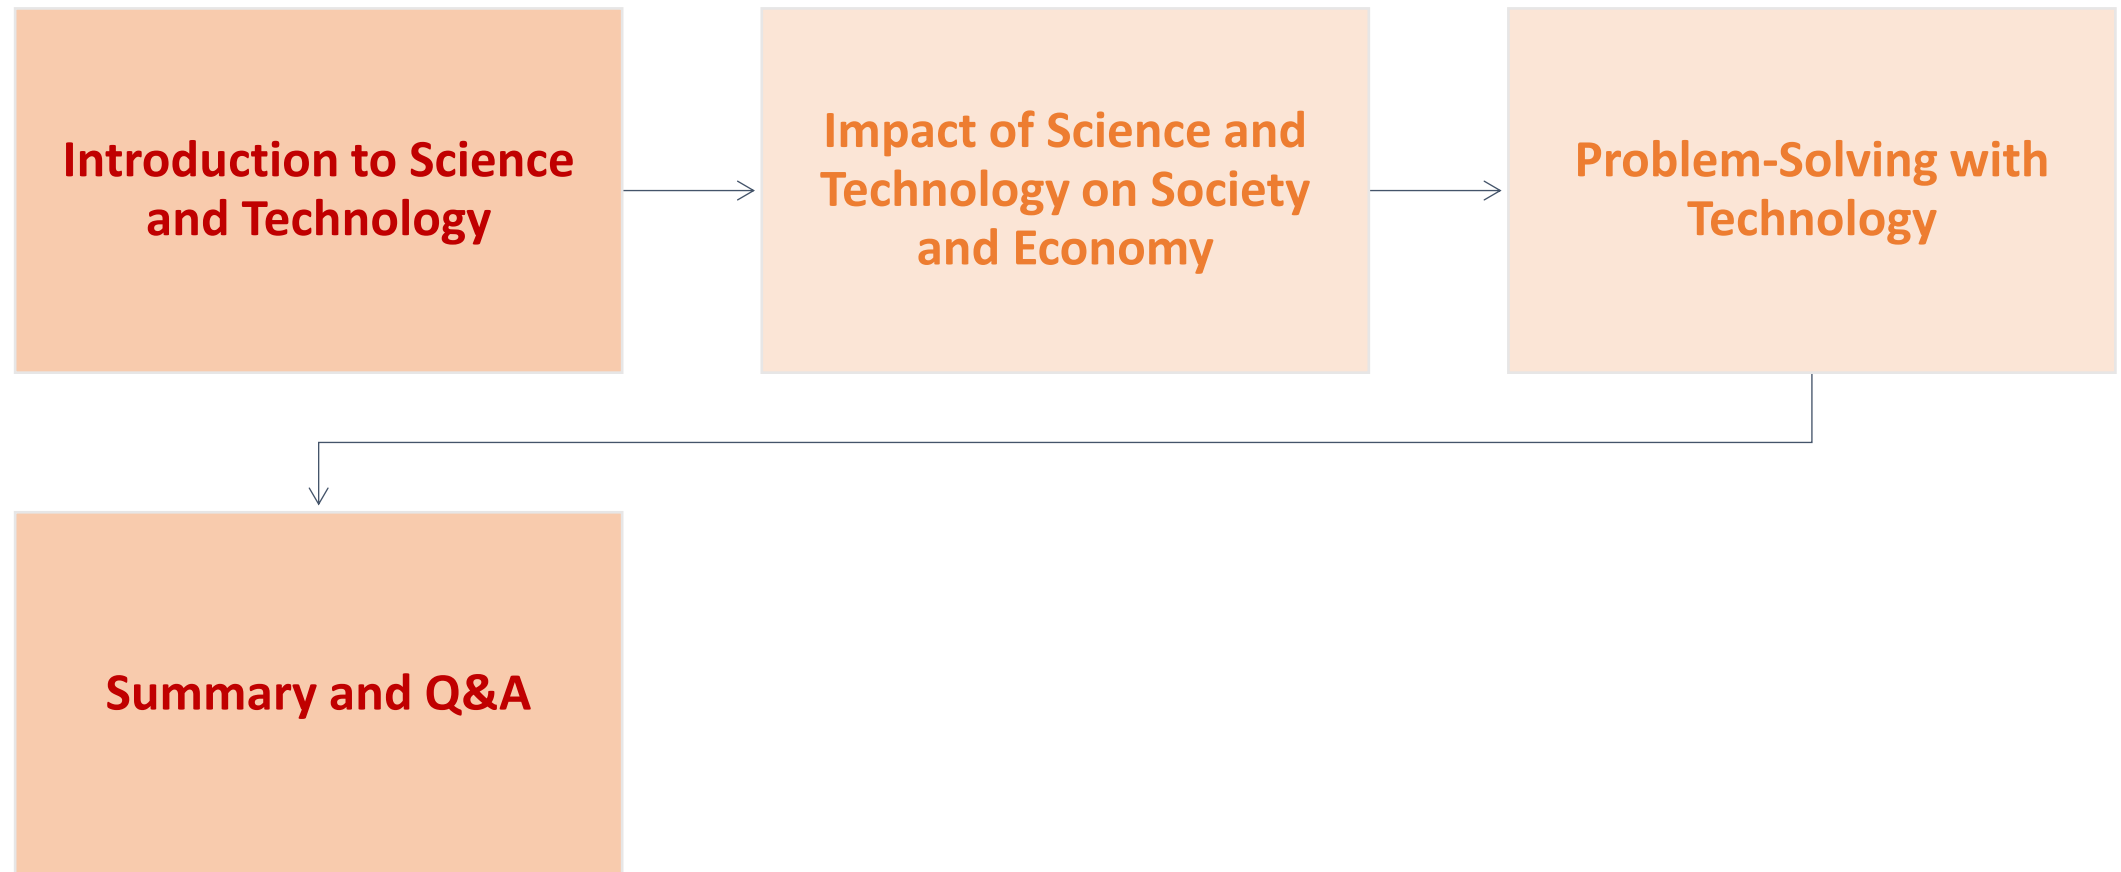 Introduction to Science
and Technology
Impact of Science and
Technology on Society
and Economy
Problem-Solving with
Technology
Summary and Q&A